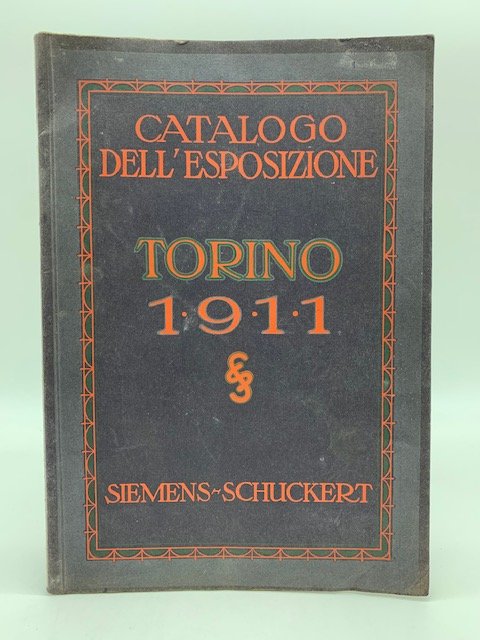 CATALOGO
DELL'ESPOSIZIONE
TORINO
1·9·1·1
SIEMENS~SCHUCKERT